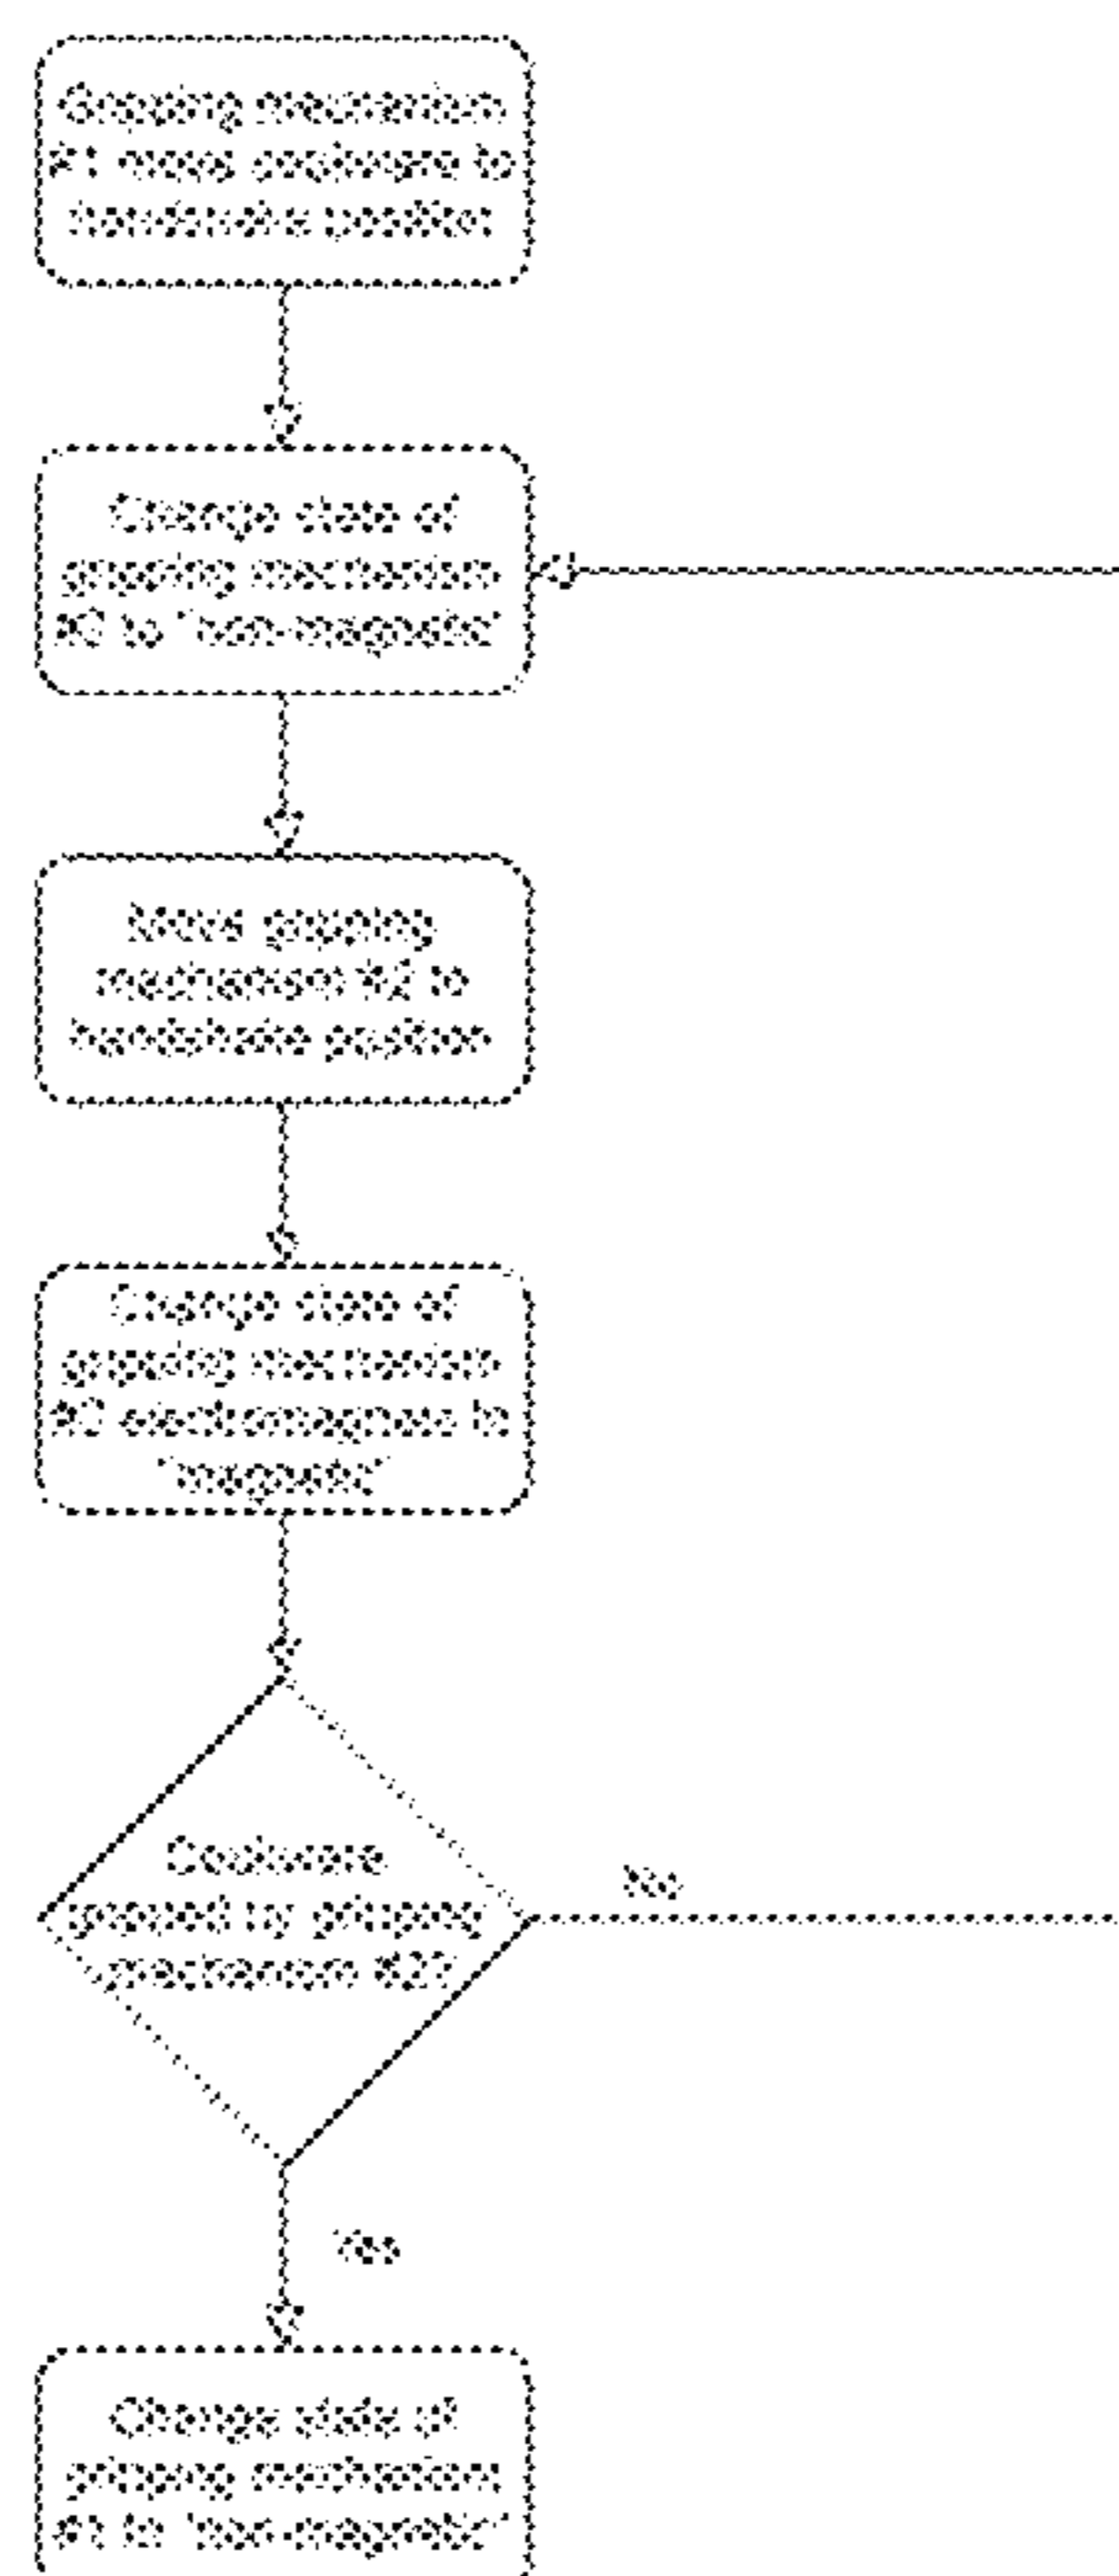 Gripping mechanism
#1 moves cookware to
handshake position
Change state of
gripping mechanism
#2 to "non-magnetic"
Move gripping
mechanism #2 to
handshake position
Change state of
gripping mechanism
#2 electromagnets to
"magnetic"
Cookware
gripped by gripping
mechanism #2?
No
Yes
Change state of
gripping mechanism
#1 to "non-magnetic"